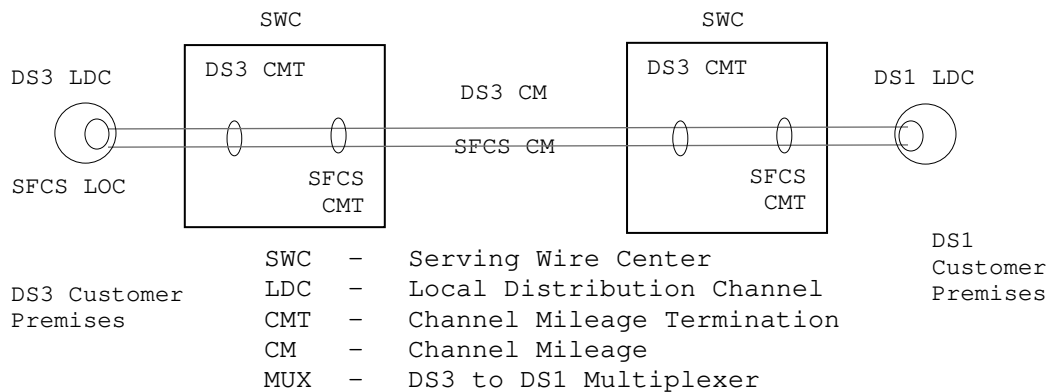 SWC
SWC
DS3 CMT
DS3 CMT
DS3 LDC
DS1 LDC
DS3 CM
SFCS CM
SFCS LOC
SFCS
CMT
SFCS
CMT
DS3 Customer
Premises
DS1
Customer
Premises
SWC – Serving Wire Center
LDC – Local Distribution Channel
CMT – Channel Mileage Termination
CM – Channel Mileage
MUX – DS3 to DS1 Multiplexer